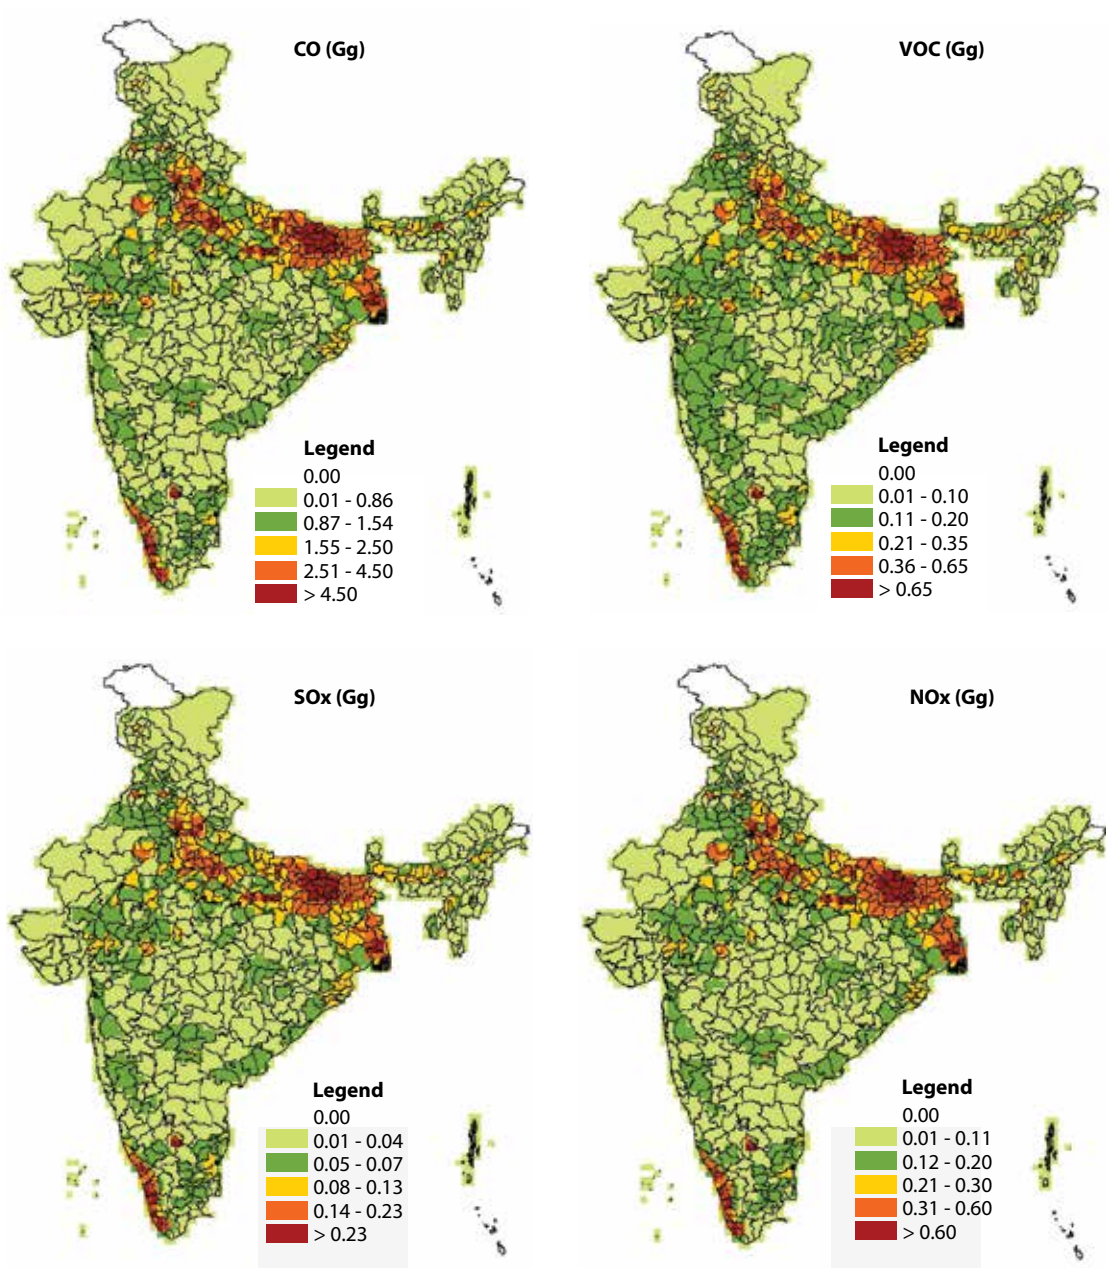 CO (Gg)
Legend
0.00
0.01 - 0.86
0.87 - 1.54
1.55 - 2.50
2.51 - 4.50
> 4.50
VOC (Gg)
Legend
0.00
0.01 - 0.10
0.11 - 0.20
0.21 - 0.35
0.36 - 0.65
> 0.65
SOx (Gg)
Legend
0.00
0.01 - 0.04
0.05 - 0.07
0.08 - 0.13
0.14 - 0.23
> 0.23
NOx (Gg)
Legend
0.00
0.01 - 0.11
0.12 - 0.20
0.21 - 0.30
0.31 - 0.60
> 0.60